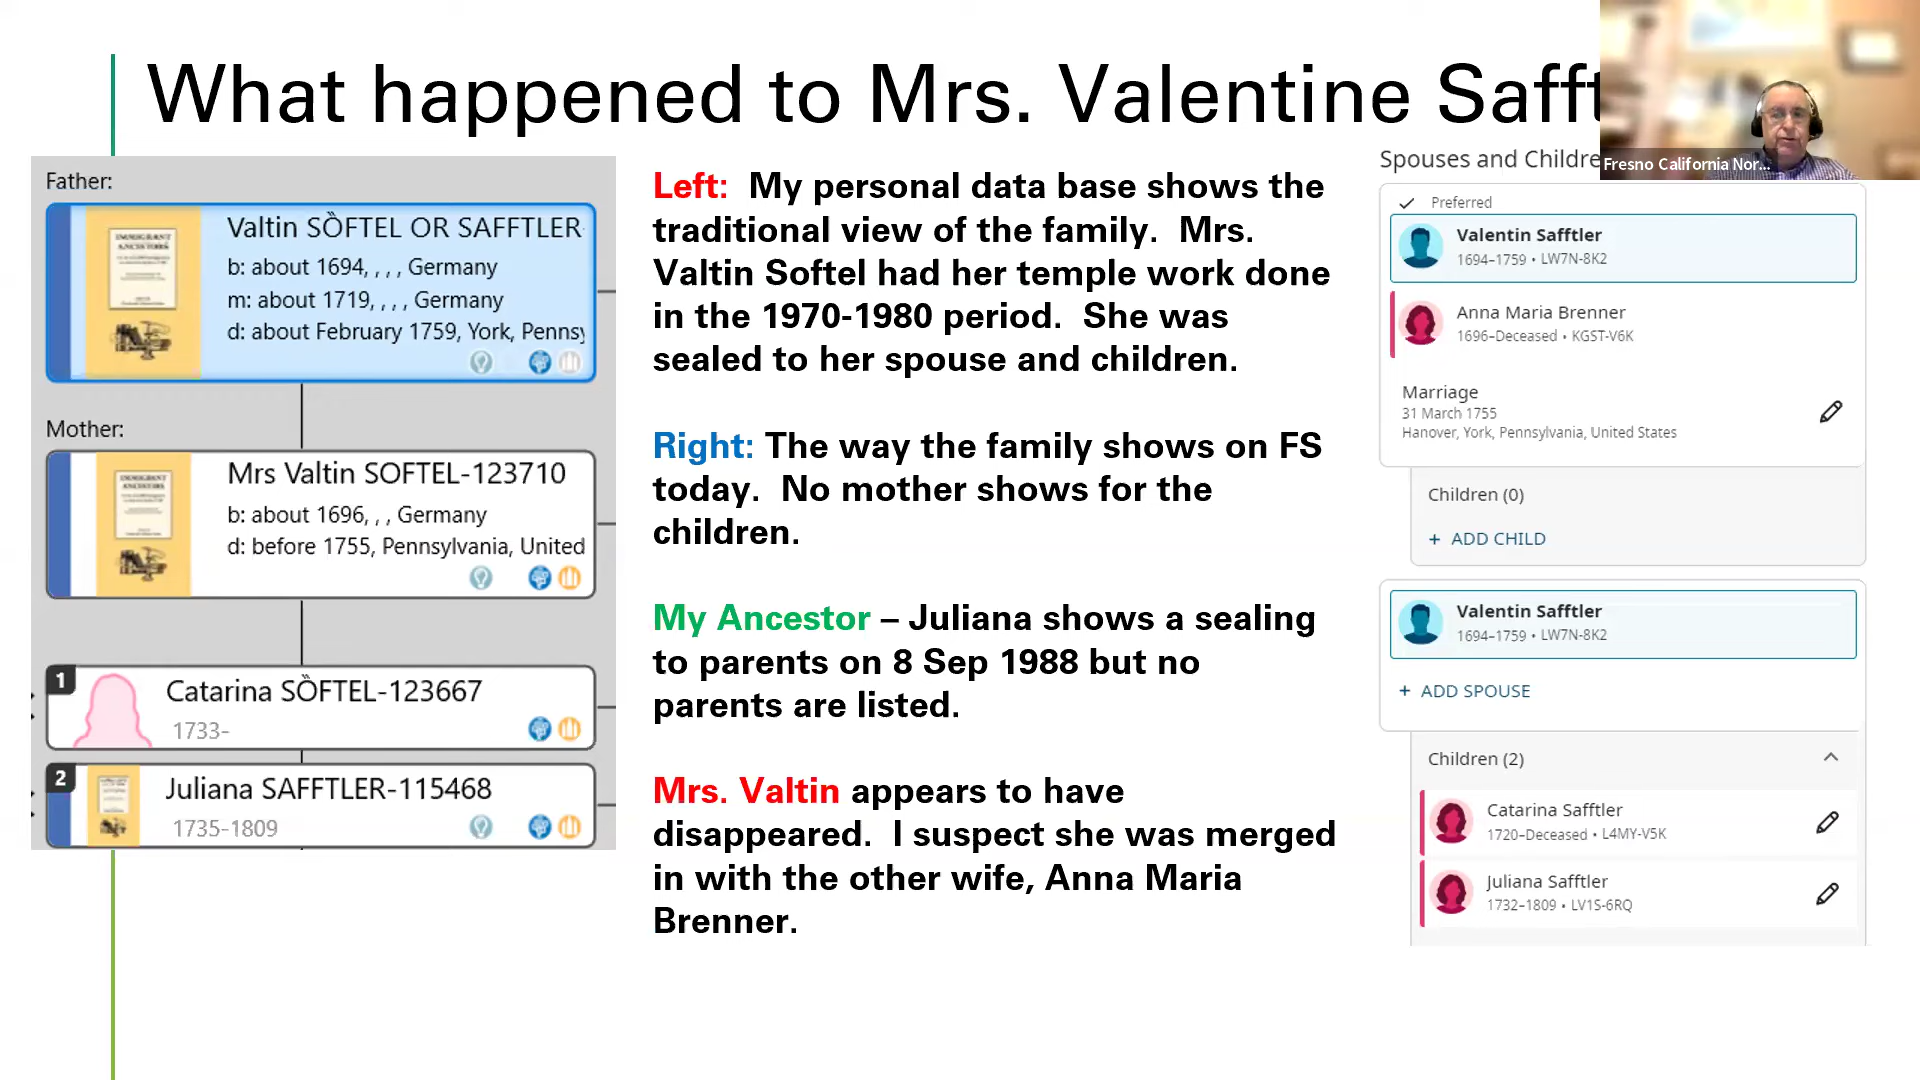 What happened to Mrs. Valentine
Father:
Valtin SÖFTEL OR SAFFTLER
b: about 1694, , , , Germany
m: about 1719, , , , Germany
d: about February 1759, York, Penns
Mother:
Mrs Valtin SOFTEL-123710
b: about 1696, , , Germany
d: before 1755, Pennsylvania, United
1
Catarina SÖFTEL-123667
1733-
2
Juliana SAFFTLER-115468
1735-1809
Left: My personal data base shows the
traditional view of the family. Mrs.
Valtin Softel had her temple work done
in the 1970-1980 period. She was
sealed to her spouse and children.
Right: The way the family shows on FS
today. No mother shows for the
children.
My Ancestor – Juliana shows a sealing
to parents on 8 Sep 1988 but no
parents are listed.
Mrs. Valtin appears to have
disappeared. I suspect she was merged
in with the other wife, Anna Maria
Brenner.
Fresno California Nor...
Spouses and Childre
Preferred
Valentin Safftler
1694–1759 • LW7N-8K2
Anna Maria Brenner
1696–Deceased • KGST-V6K
Marriage
31 March 1755
Hanover, York, Pennsylvania, United States
Children (0)
+ ADD CHILD
Valentin Safftler
1694–1759 • LW7N-8K2
+ ADD SPOUSE
Children (2)
Catarina Safftler
1720–Deceased • L4MY-V5K
Juliana Safftler
1732–1809 • LV1S-6RQ